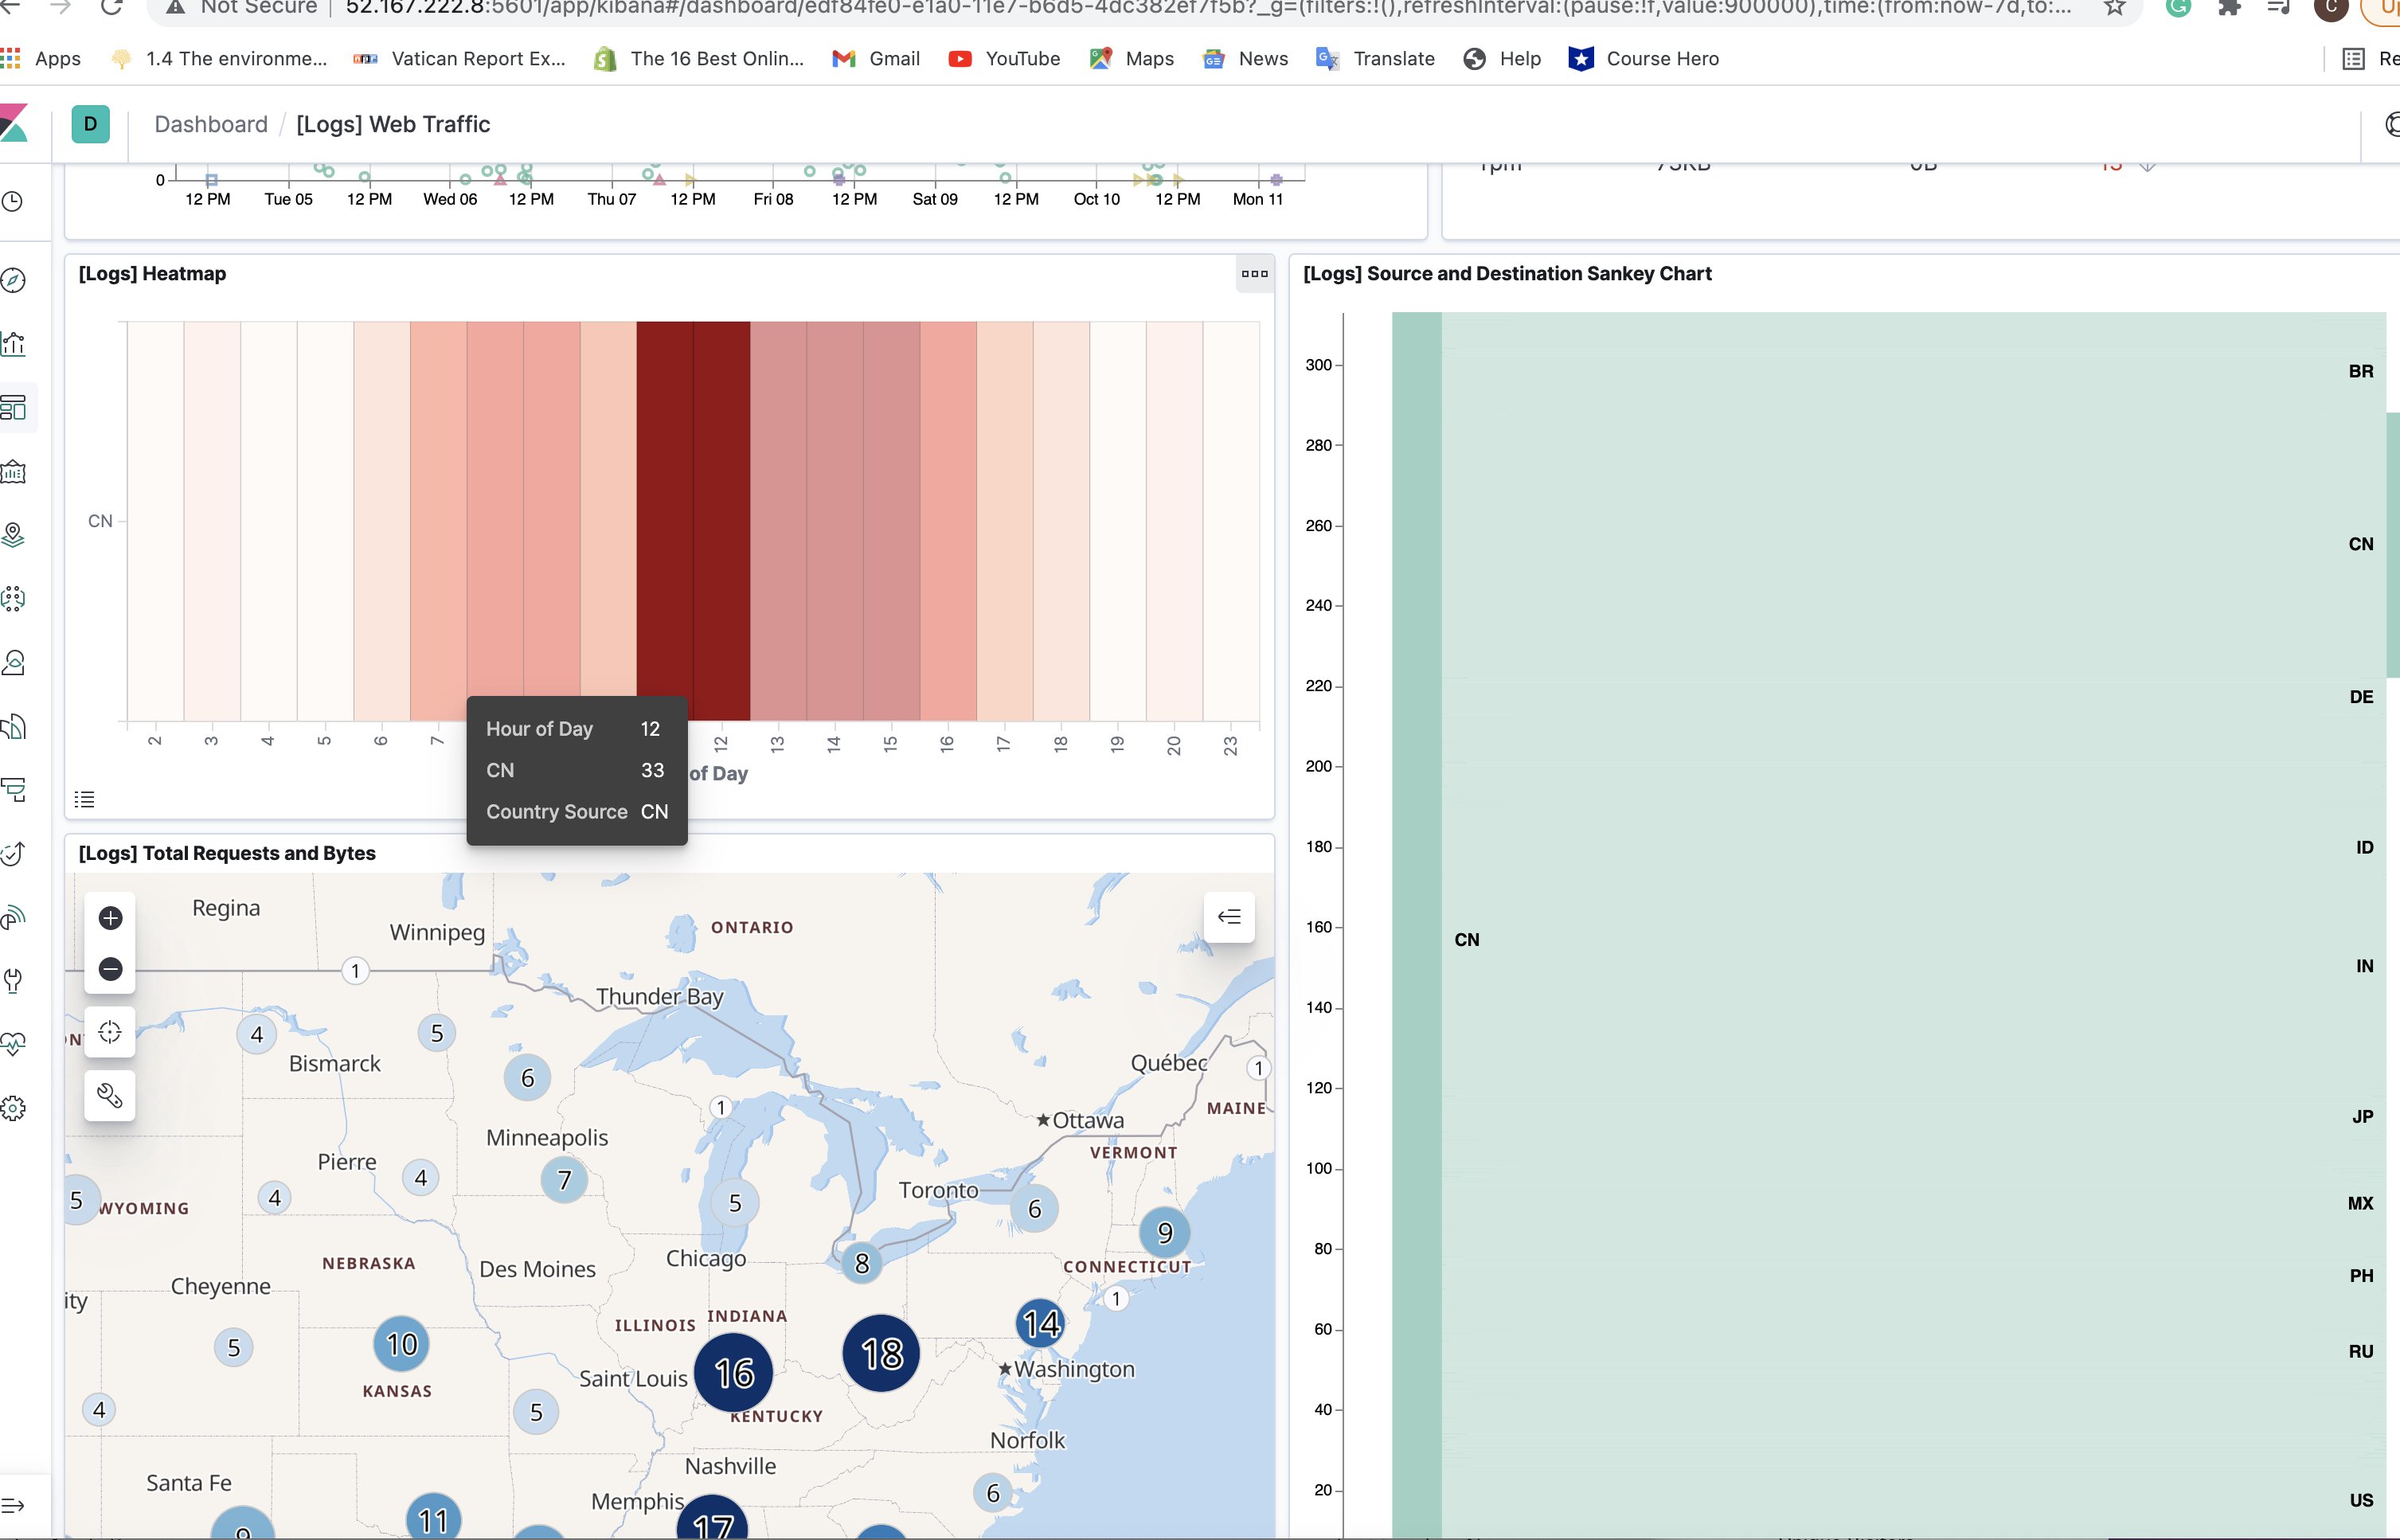 Not Secure | 52.167.222.8:5601/app/kibana#/dashboard/edf84fe0-e1a0-11e7-b6d5-4dc382ef7f5b?_g=(filters:!(),refreshInterval:(pause:!f,value:900000),time:(from:now-7d,to:...
C
Apps 1.4 The environme... Vatican Report Ex... The 16 Best Onlin... Gmail YouTube Maps News Translate Help Course Hero
D Dashboard / [Logs] Web Traffic
0
12 PM Tue 05 12 PM Wed 06 12 PM Thu 07 12 PM Fri 08 12 PM Sat 09 12 PM Oct 10 12 PM Mon 11
[Logs] Heatmap
CN
2 3 4 5 6 7 12 13 14 15 16 17 18 19 20 23
of Day
Hour of Day 12
CN 33
Country Source CN
[Logs] Source and Destination Sankey Chart
300
280
260
240
220
200
180
160
140
120
100
80
60
40
20
CN
BR
CN
DE
ID
IN
JP
MX
PH
RU
US
[Logs] Total Requests and Bytes
Regina
Winnipeg
ONTARIO
1
Thunder Bay
4
5
Bismarck
6
Québec
1
1
Ottawa
MAINE
Minneapolis
VERMONT
Pierre
4
7
Toronto
5
WYOMING
4
5
6
9
NEBRASKA
Des Moines
Chicago
8
CONNECTICUT
Cheyenne
1
ity
ILLINOIS
INDIANA
14
5
10
16
18
Washington
Saint Louis
KANSAS
4
5
KENTUCKY
Norfolk
Nashville
Santa Fe
6
Memphis
11
17
9